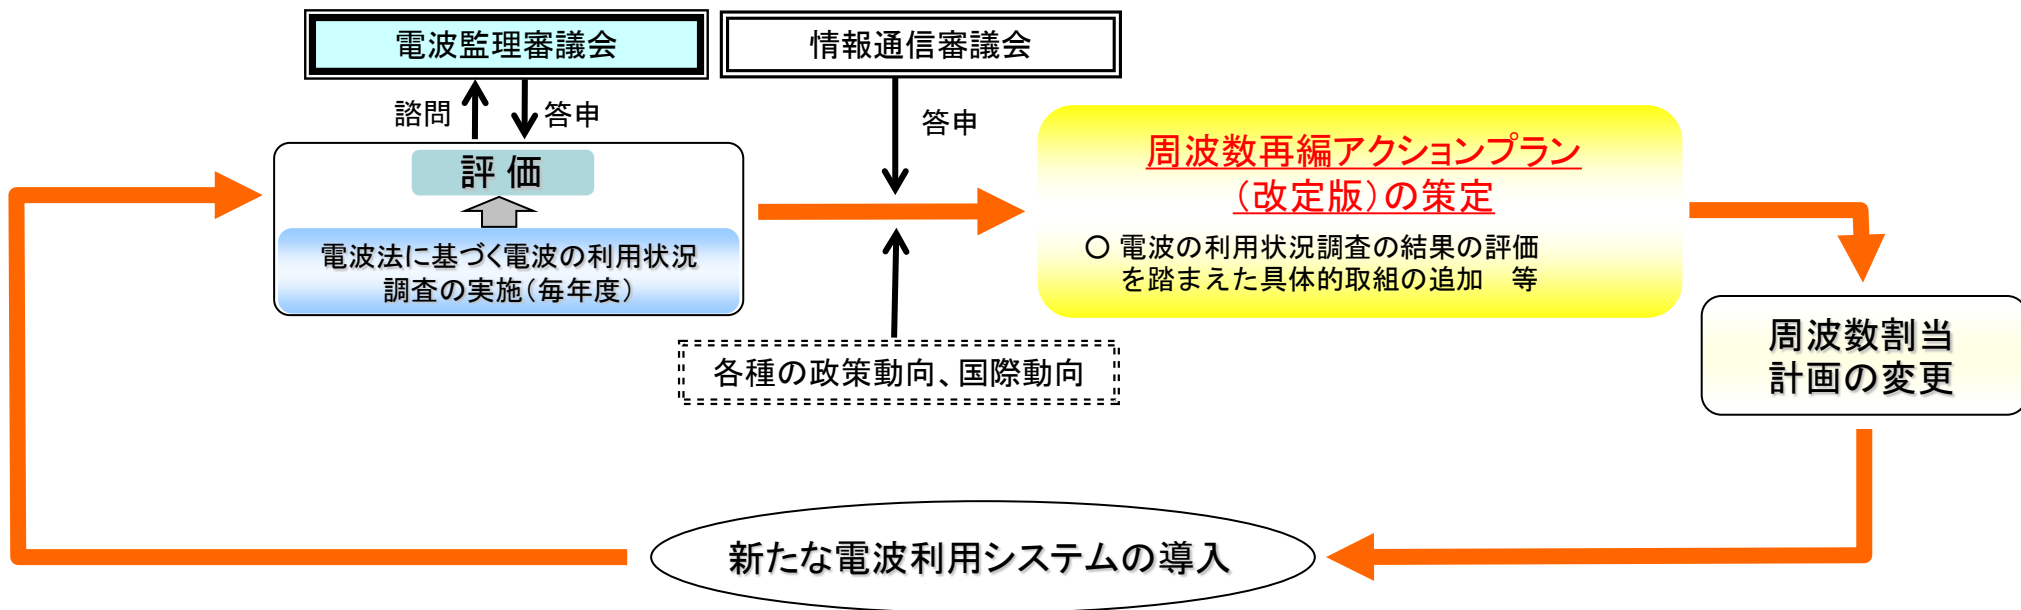 電波監理審議会
情報通信審議会
諮問
答申
答申
評価
電波法に基づく電波の利用状況
調査の実施（毎年度）
周波数再編アクションプラン
（改定版）の策定
○ 電波の利用状況調査の結果の評価
を踏まえた具体的取組の追加　等
各種の政策動向、国際動向
周波数割当
計画の変更
新たな電波利用システムの導入